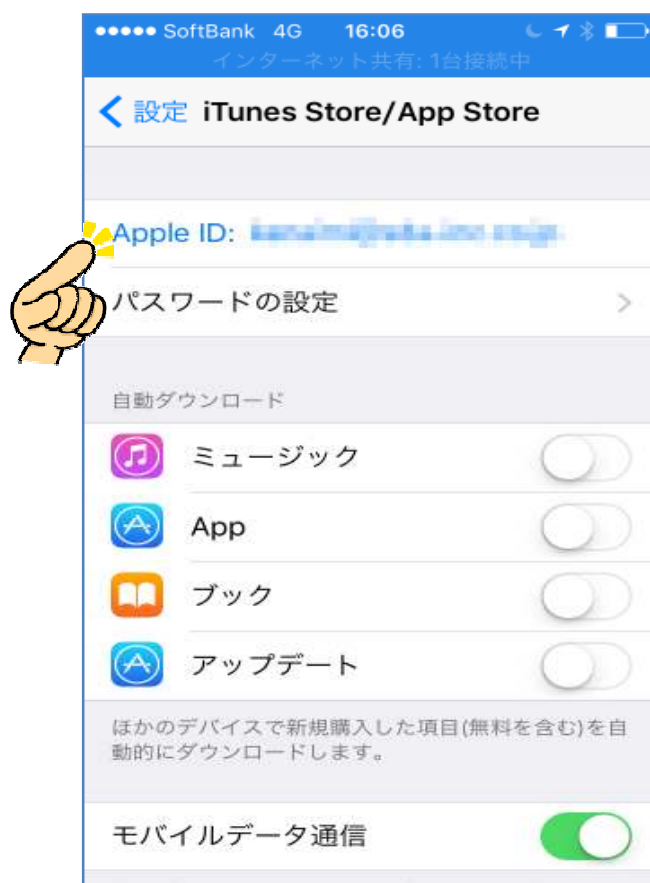 ●●●●● SoftBank 4G 16:06
インターネット共有: 1台接続中
設定 iTunes Store/App Store
Apple ID:
パスワードの設定
自動ダウンロード
ミュージック
App
ブック
アップデート
ほかのデバイスで新規購入した項目(無料を含む)を自
動的にダウンロードします。
モバイルデータ通信